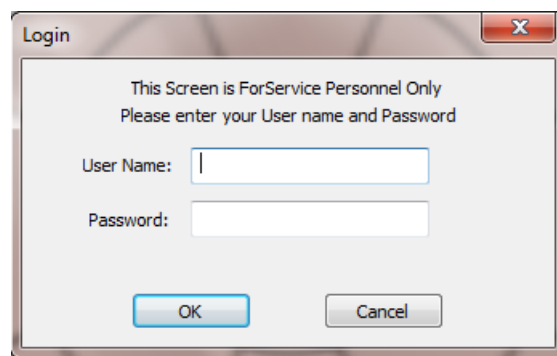 Login
This Screen is ForService Personnel Only
Please enter your User name and Password
User Name:
Password:
OK
Cancel